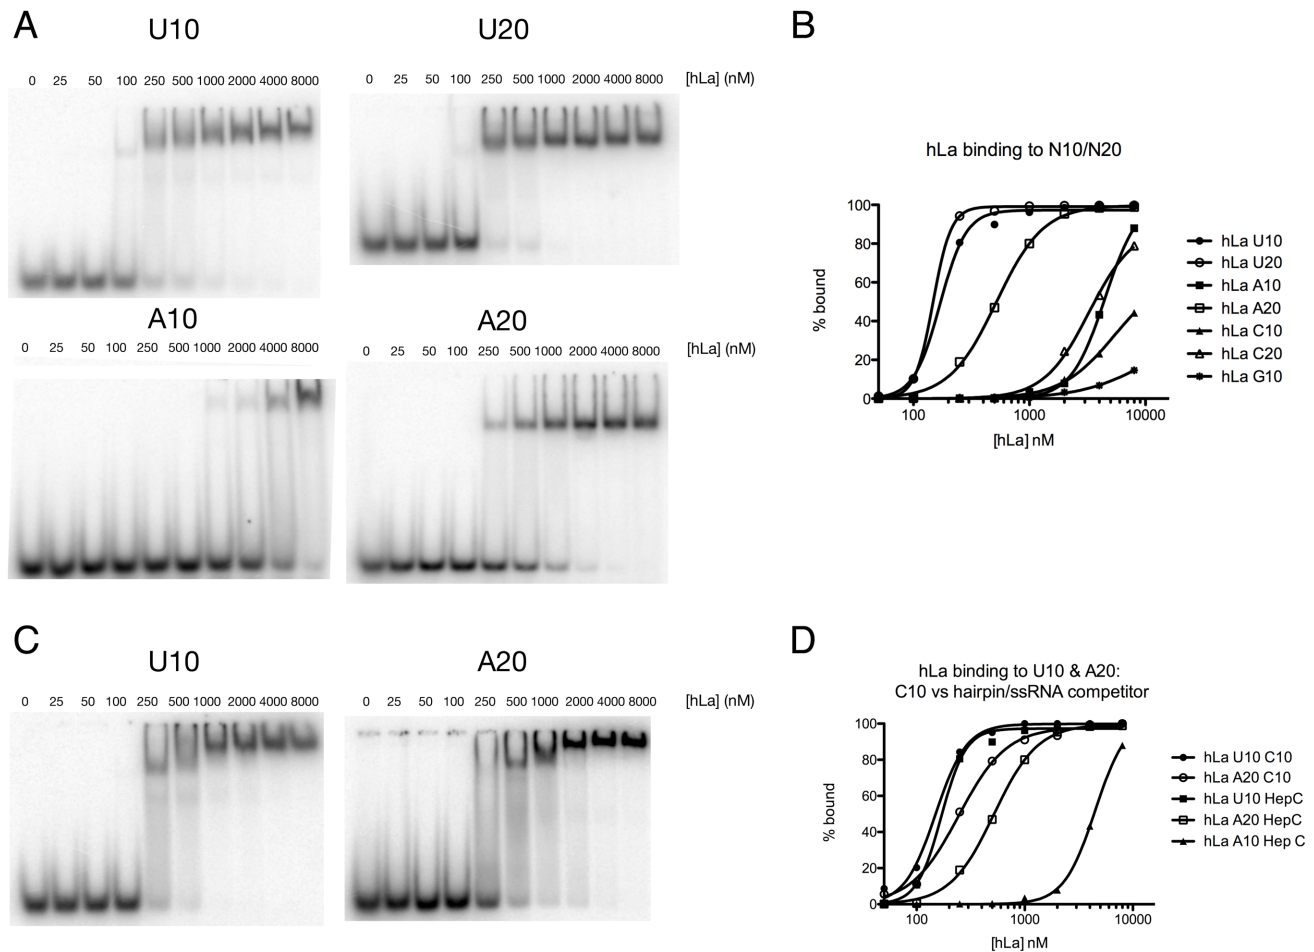 A
U10
U20
0 25 50 100 250 500 1000 2000 4000 8000
0 25 50 100 250 500 1000 2000 4000 8000 [hLa] (nM)
A10
A20
0 25 50 100 250 500 1000 2000 4000 8000
0 25 50 100 250 500 1000 2000 4000 8000 [hLa] (nM)
B
hLa binding to N10/N20
% bound
100
80
60
40
20
0
100 1000 10000
[hLa] nM
hLa U10
hLa U20
hLa A10
hLa A20
hLa C10
hLa C20
hLa G10
C
U10
A20
0 25 50 100 250 500 1000 2000 4000 8000
0 25 50 100 250 500 1000 2000 4000 8000 [hLa] (nM)
D
hLa binding to U10 & A20:
C10 vs hairpin/ssRNA competitor
% bound
100
80
60
40
20
0
100 1000 10000
[hLa] nM
hLa U10 C10
hLa A20 C10
hLa U10 HepC
hLa A20 HepC
hLa A10 Hep C